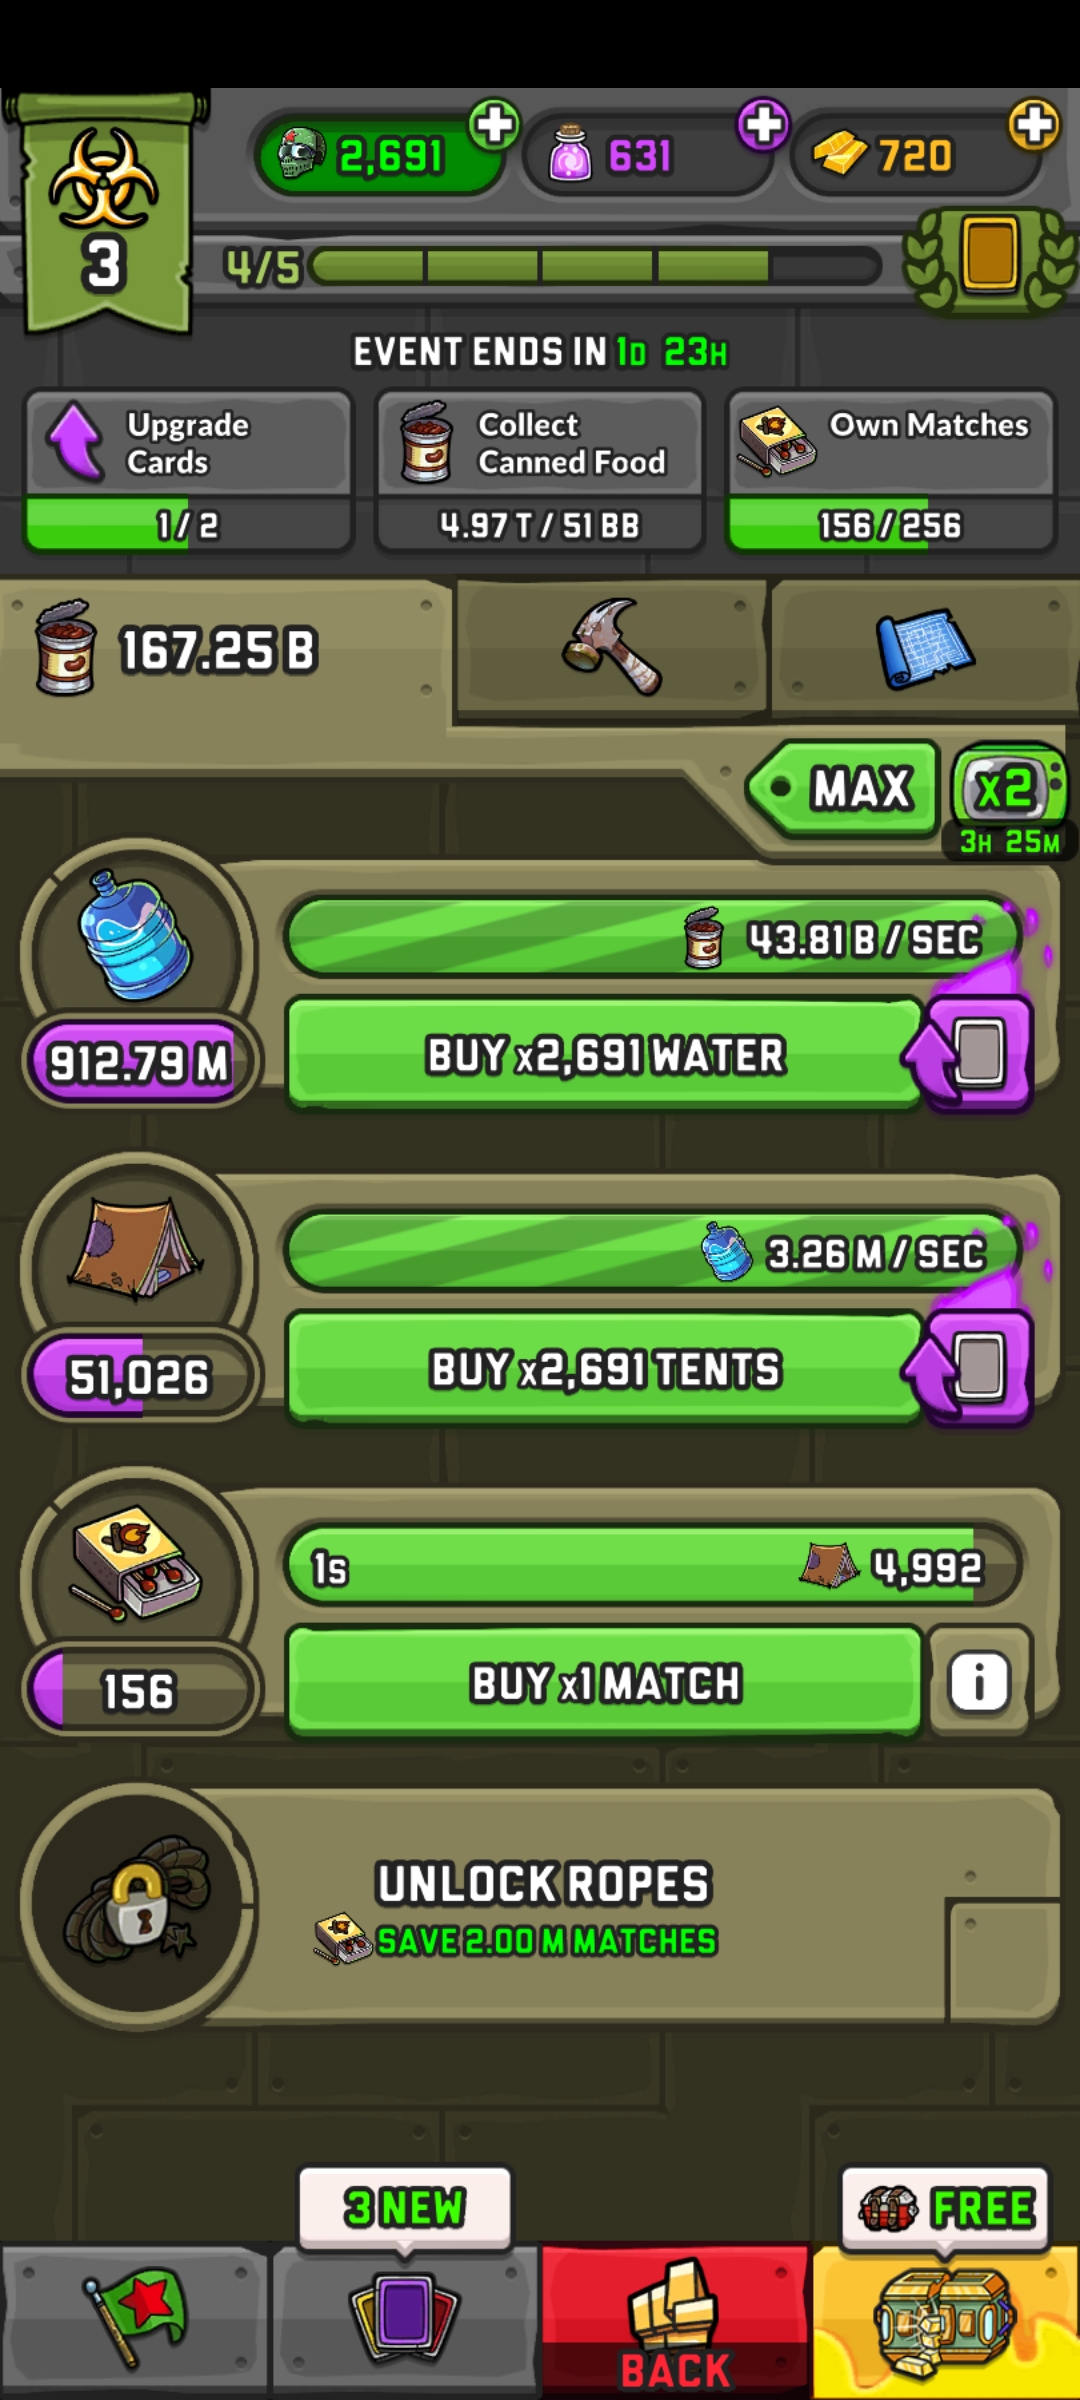 2,691
631
720
3
4/5
EVENT ENDS IN 1D 23H
Upgrade
Cards
1/2
Collect
Canned Food
4.97 T / 51 BB
Own Matches
156/256
167.25 B
MAX
x2
3H 25M
43.81 B / SEC
912.79 M
BUY x2,691 WATER
3.26 M / SEC
51,026
BUY x2,691 TENTS
1s
4,992
156
BUY x1 MATCH
i
UNLOCK ROPES
SAVE 2.00 M MATCHES
3 NEW
FREE
BACK